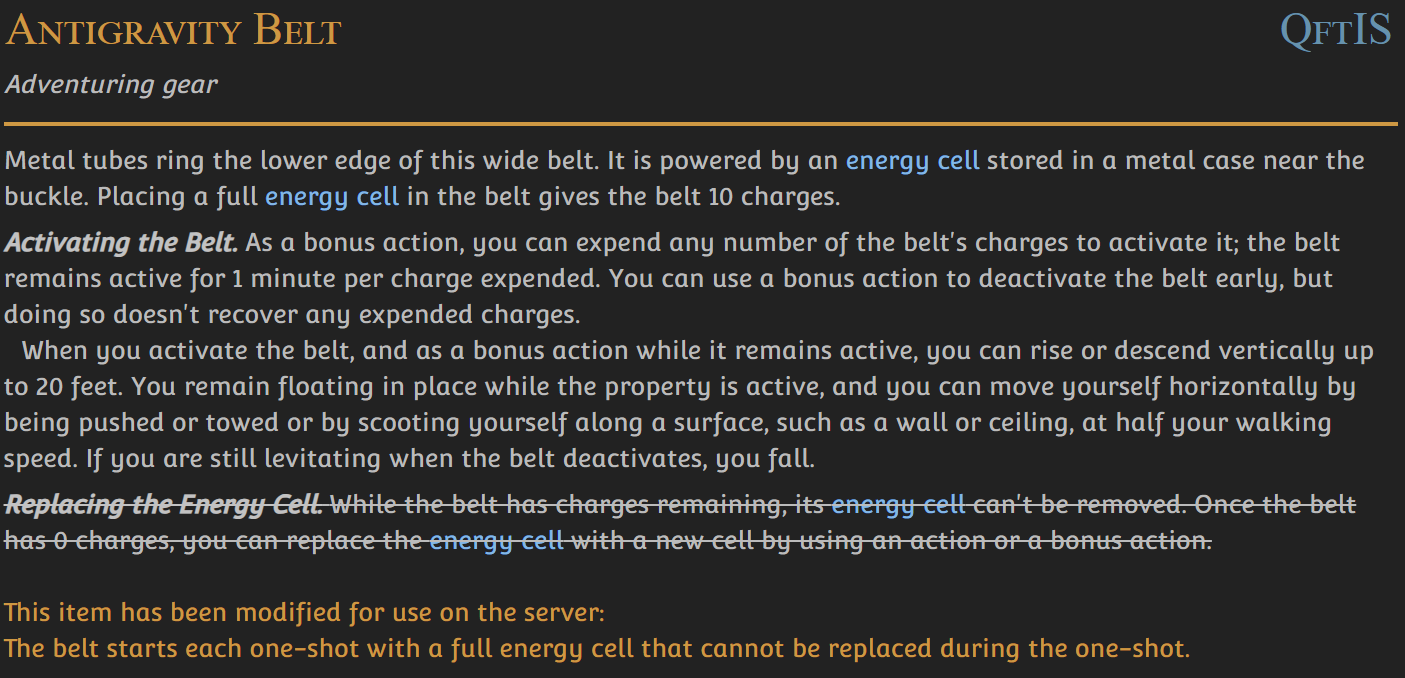 Antigravity Belt QftIS
Adventuring gear
Metal tubes ring the lower edge of this wide belt. It is powered by an energy cell stored in a metal case near the
buckle. Placing a full energy cell in the belt gives the belt 10 charges.
Activating the Belt. As a bonus action, you can expend any number of the belt's charges to activate it; the belt
remains active for 1 minute per charge expended. You can use a bonus action to deactivate the belt early, but
doing so doesn't recover any expended charges.
When you activate the belt, and as a bonus action while it remains active, you can rise or descend vertically up
to 20 feet. You remain floating in place while the property is active, and you can move yourself horizontally by
being pushed or towed or by scooting yourself along a surface, such as a wall or ceiling, at half your walking
speed. If you are still levitating when the belt deactivates, you fall.
Replacing the Energy Cell. While the belt has charges remaining, its energy cell can't be removed. Once the belt
has 0 charges, you can replace the energy cell with a new cell by using an action or a bonus action.
This item has been modified for use on the server:
The belt starts each one-shot with a full energy cell that cannot be replaced during the one-shot.